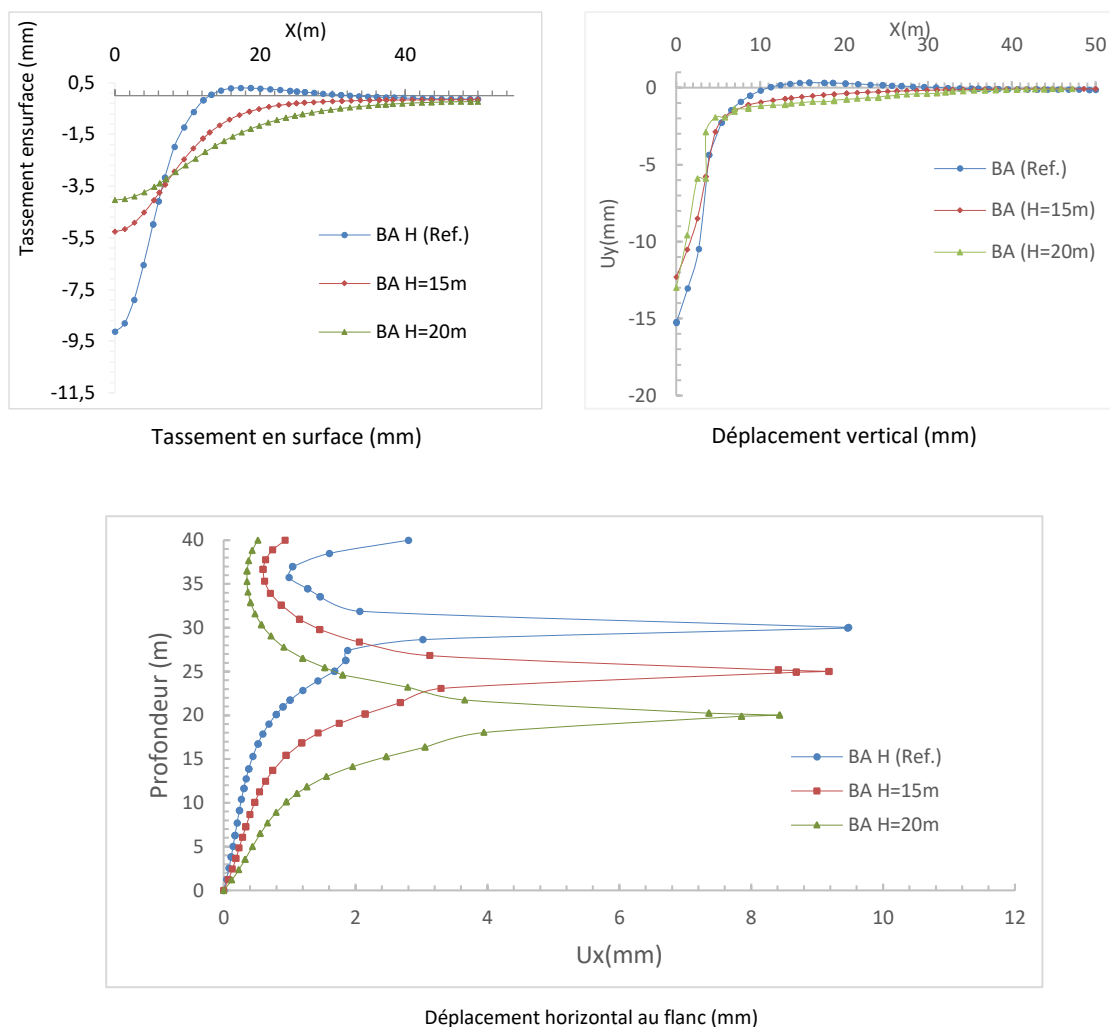 X(m)
0 20 40
0,5
-1,5
-3,5
-5,5
-7,5
-9,5
-11,5
Tassement ensurface (mm)
BA H (Ref.)
BA H=15m
BA H=20m
Tassement en surface (mm)
X(m)
0 10 20 30 40 50
0
-5
-10
-15
-20
Uy(mm)
BA (Ref.)
BA (H=15m)
BA (H=20m)
Déplacement vertical (mm)
40
35
30
25
20
15
10
5
0
Profondeur (m)
BA H (Ref.)
BA H=15m
BA H=20m
0 2 4 6 8 10 12
Ux(mm)
Déplacement horizontal au flanc (mm)